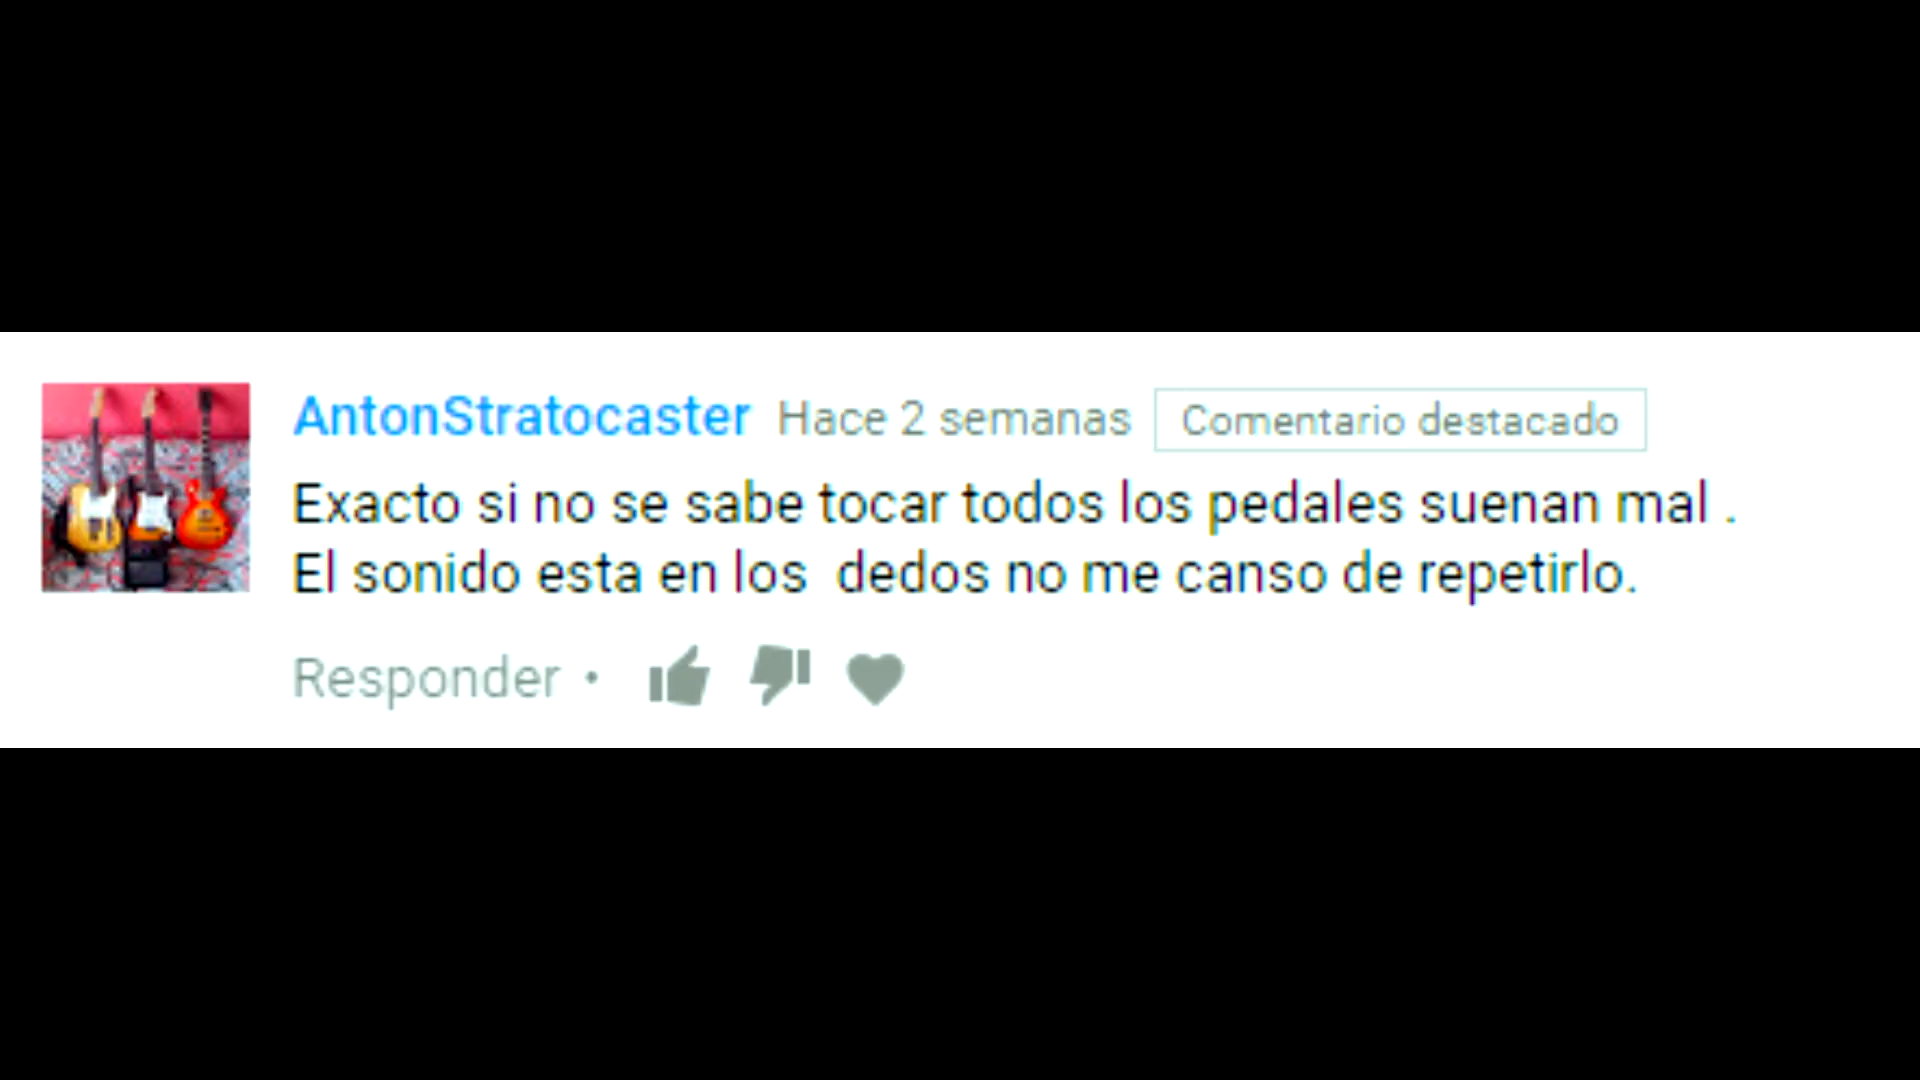 AntonStratocaster Hace 2 semanas Comentario destacado
Exacto si no se sabe tocar todos los pedales suenan mal .
El sonido esta en los  dedos no me canso de repetirlo.
Responder •